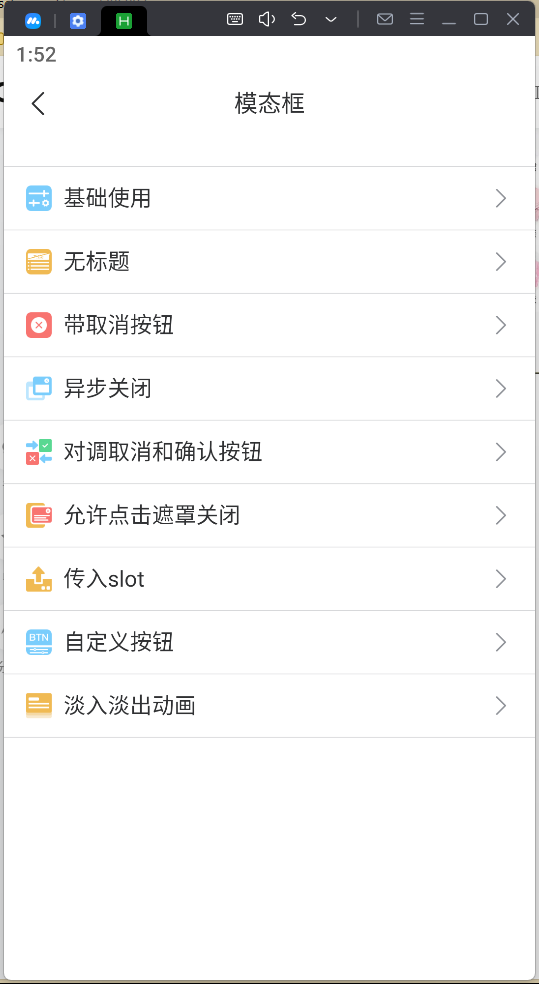 1:52
模态框
基础使用
无标题
带取消按钮
异步关闭
对调取消和确认按钮
允许点击遮罩关闭
传入slot
BTN
自定义按钮
淡入淡出动画